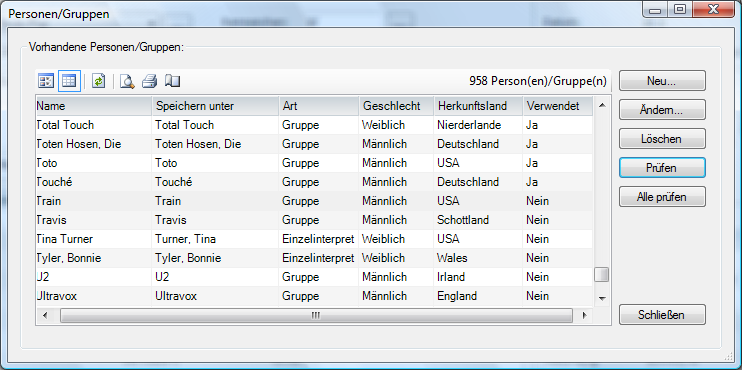 Personen/Gruppen
Vorhandene Personen/Gruppen:
958 Person(en)/Gruppe(n)
Name Speichern unter Art Geschlecht Herkunftsland Verwendet
Total Touch Total Touch Gruppe Weiblich Nierderlande Ja
Toten Hosen, Die Toten Hosen, Die Gruppe Männlich Deutschland Ja
Toto Toto Gruppe Männlich USA Ja
Touché Touché Gruppe Männlich Deutschland Ja
Train Train Gruppe Männlich USA Nein
Travis Travis Gruppe Männlich Schottland Nein
Tina Turner Turner, Tina Einzelinterpret Weiblich USA Nein
Tyler, Bonnie Tyler, Bonnie Einzelinterpret Weiblich Wales Nein
U2 U2 Gruppe Männlich Irland Nein
Ultravox Ultravox Gruppe Männlich England Nein
Neu...
Ändern...
Löschen
Prüfen
Alle prüfen
Schließen